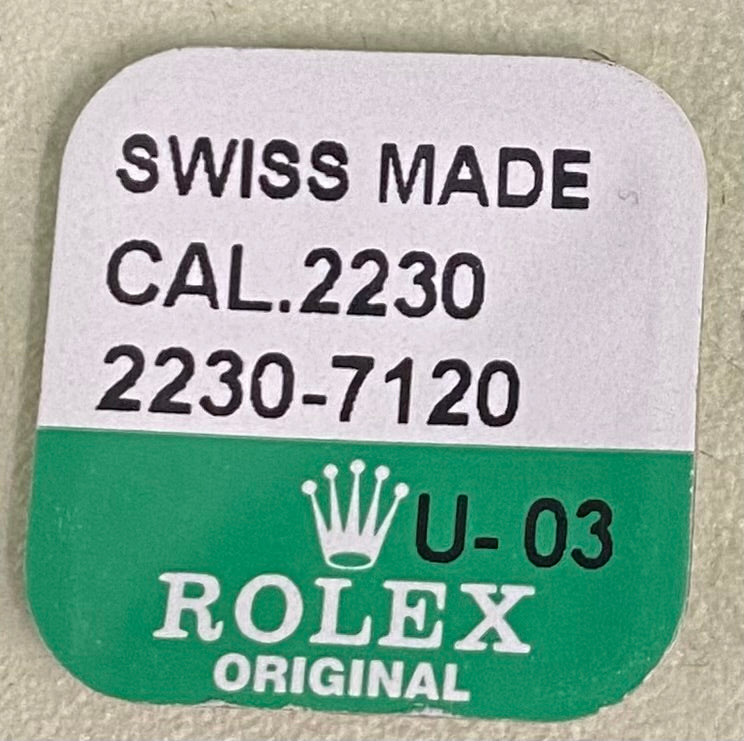 SWISS MADE
CAL.2230
2230-7120
U- 03
ROLEX
ORIGINAL